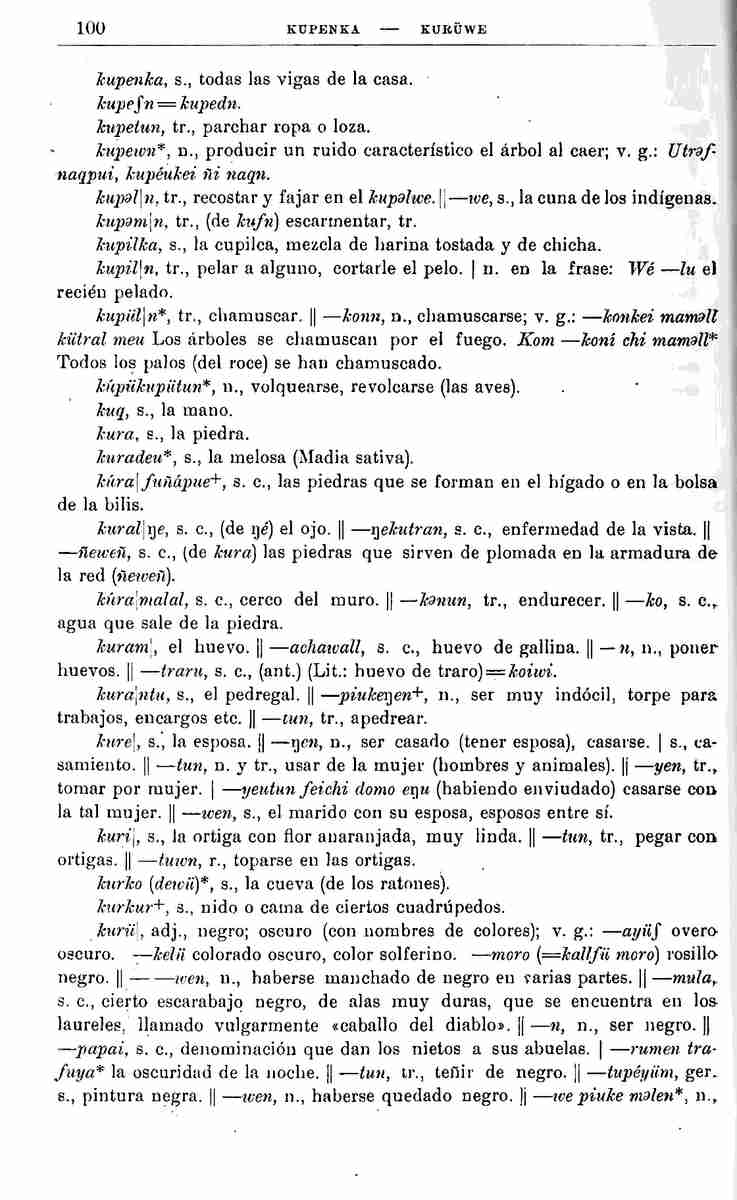 100 KUPENKA — KURÜWE
kupenka, s., todas las vigas de la casa.
kupeʃn = kupedn.
kupetun, tr., parchar ropa o loza.
kupewn*, n., producir un ruido característico el árbol al caer; v. g.: Utrəf-
naqpui, kupéukei ñi naqn.
kupəl|n, tr., recostar y fajar en el kupəlwe. || —we, s., la cuna de los indígenas.
kupəm|n, tr., (de kufn) escarmentar, tr.
kupilka, s., la cupilca, mezcla de harina tostada y de chicha.
kupil|n, tr., pelar a alguno, cortarle el pelo. | n. en la frase: Wé —lu el
recién pelado.
kupül|n*, tr., chamuscar. || —konn, n., chamuscarse; v. g.: —konkei maməll
kütral meu Los árboles se chamuscan por el fuego. Kom —koní chi maməll*
Todos los palos (del roce) se han chamuscado.
kúpükupütun*, n., volquearse, revolcarse (las aves).
kuq, s., la mano.
kura, s., la piedra.
kuradeu*, s., la melosa (Madia sativa).
kúra|fuñápue+, s. c., las piedras que se forman en el hígado o en la bolsa
de la bilis.
kural|ŋe, s. c., (de ŋé) el ojo. || —ŋekutran, s. c., enfermedad de la vista. ||
—ñeweñ, s. c., (de kura) las piedras que sirven de plomada en la armadura de
la red (ñeweñ).
kúra|malal, s. c., cerco del muro. || —kənun, tr., endurecer. || —ko, s. c.,
agua que sale de la piedra.
kuram|, el huevo. || —achawall, s. c., huevo de gallina. || — n, n., poner
huevos. || —traru, s. c., (ant.) (Lit.: huevo de traro) = koiwi.
kura|ntu, s., el pedregal. || —piukeŋen+, n., ser muy indócil, torpe para
trabajos, encargos etc. || —tun, tr., apedrear.
kure|, s., la esposa. || —ŋen, n., ser casado (tener esposa), casarse. | s., ca-
samiento. || —tun, n. y tr., usar de la mujer (hombres y animales). || —yen, tr.,
tomar por mujer. | —yeutun feichi domo eŋu (habiendo enviudado) casarse con
la tal mujer. || —wen, s., el marido con su esposa, esposos entre sí.
kuri|, s., la ortiga con flor anaranjada, muy linda. || —tun, tr., pegar con
ortigas. || —tuwn, r., toparse en las ortigas.
kurko (dewü)*, s., la cueva (de los ratones).
kurkur+, s., nido o cama de ciertos cuadrúpedos.
kurü|, adj., negro; oscuro (con nombres de colores); v. g.: —ayüʃ overo
oscuro. —kelü colorado oscuro, color solferino. —moro (=kallfü moro) rosillo
negro. || — —wen, n., haberse manchado de negro en varias partes. || —mula,
s. c., cierto escarabajo negro, de alas muy duras, que se encuentra en los
laureles, llamado vulgarmente «caballo del diablo». || —n, n., ser negro. ||
—papai, s. c., denominación que dan los nietos a sus abuelas. | —rumen tra-
fuya* la oscuridad de la noche. || —tun, tr., teñir de negro. || —tupéyüm, ger.
s., pintura negra. || —wen, n., haberse quedado negro. || —we piuke məlen*, n.,